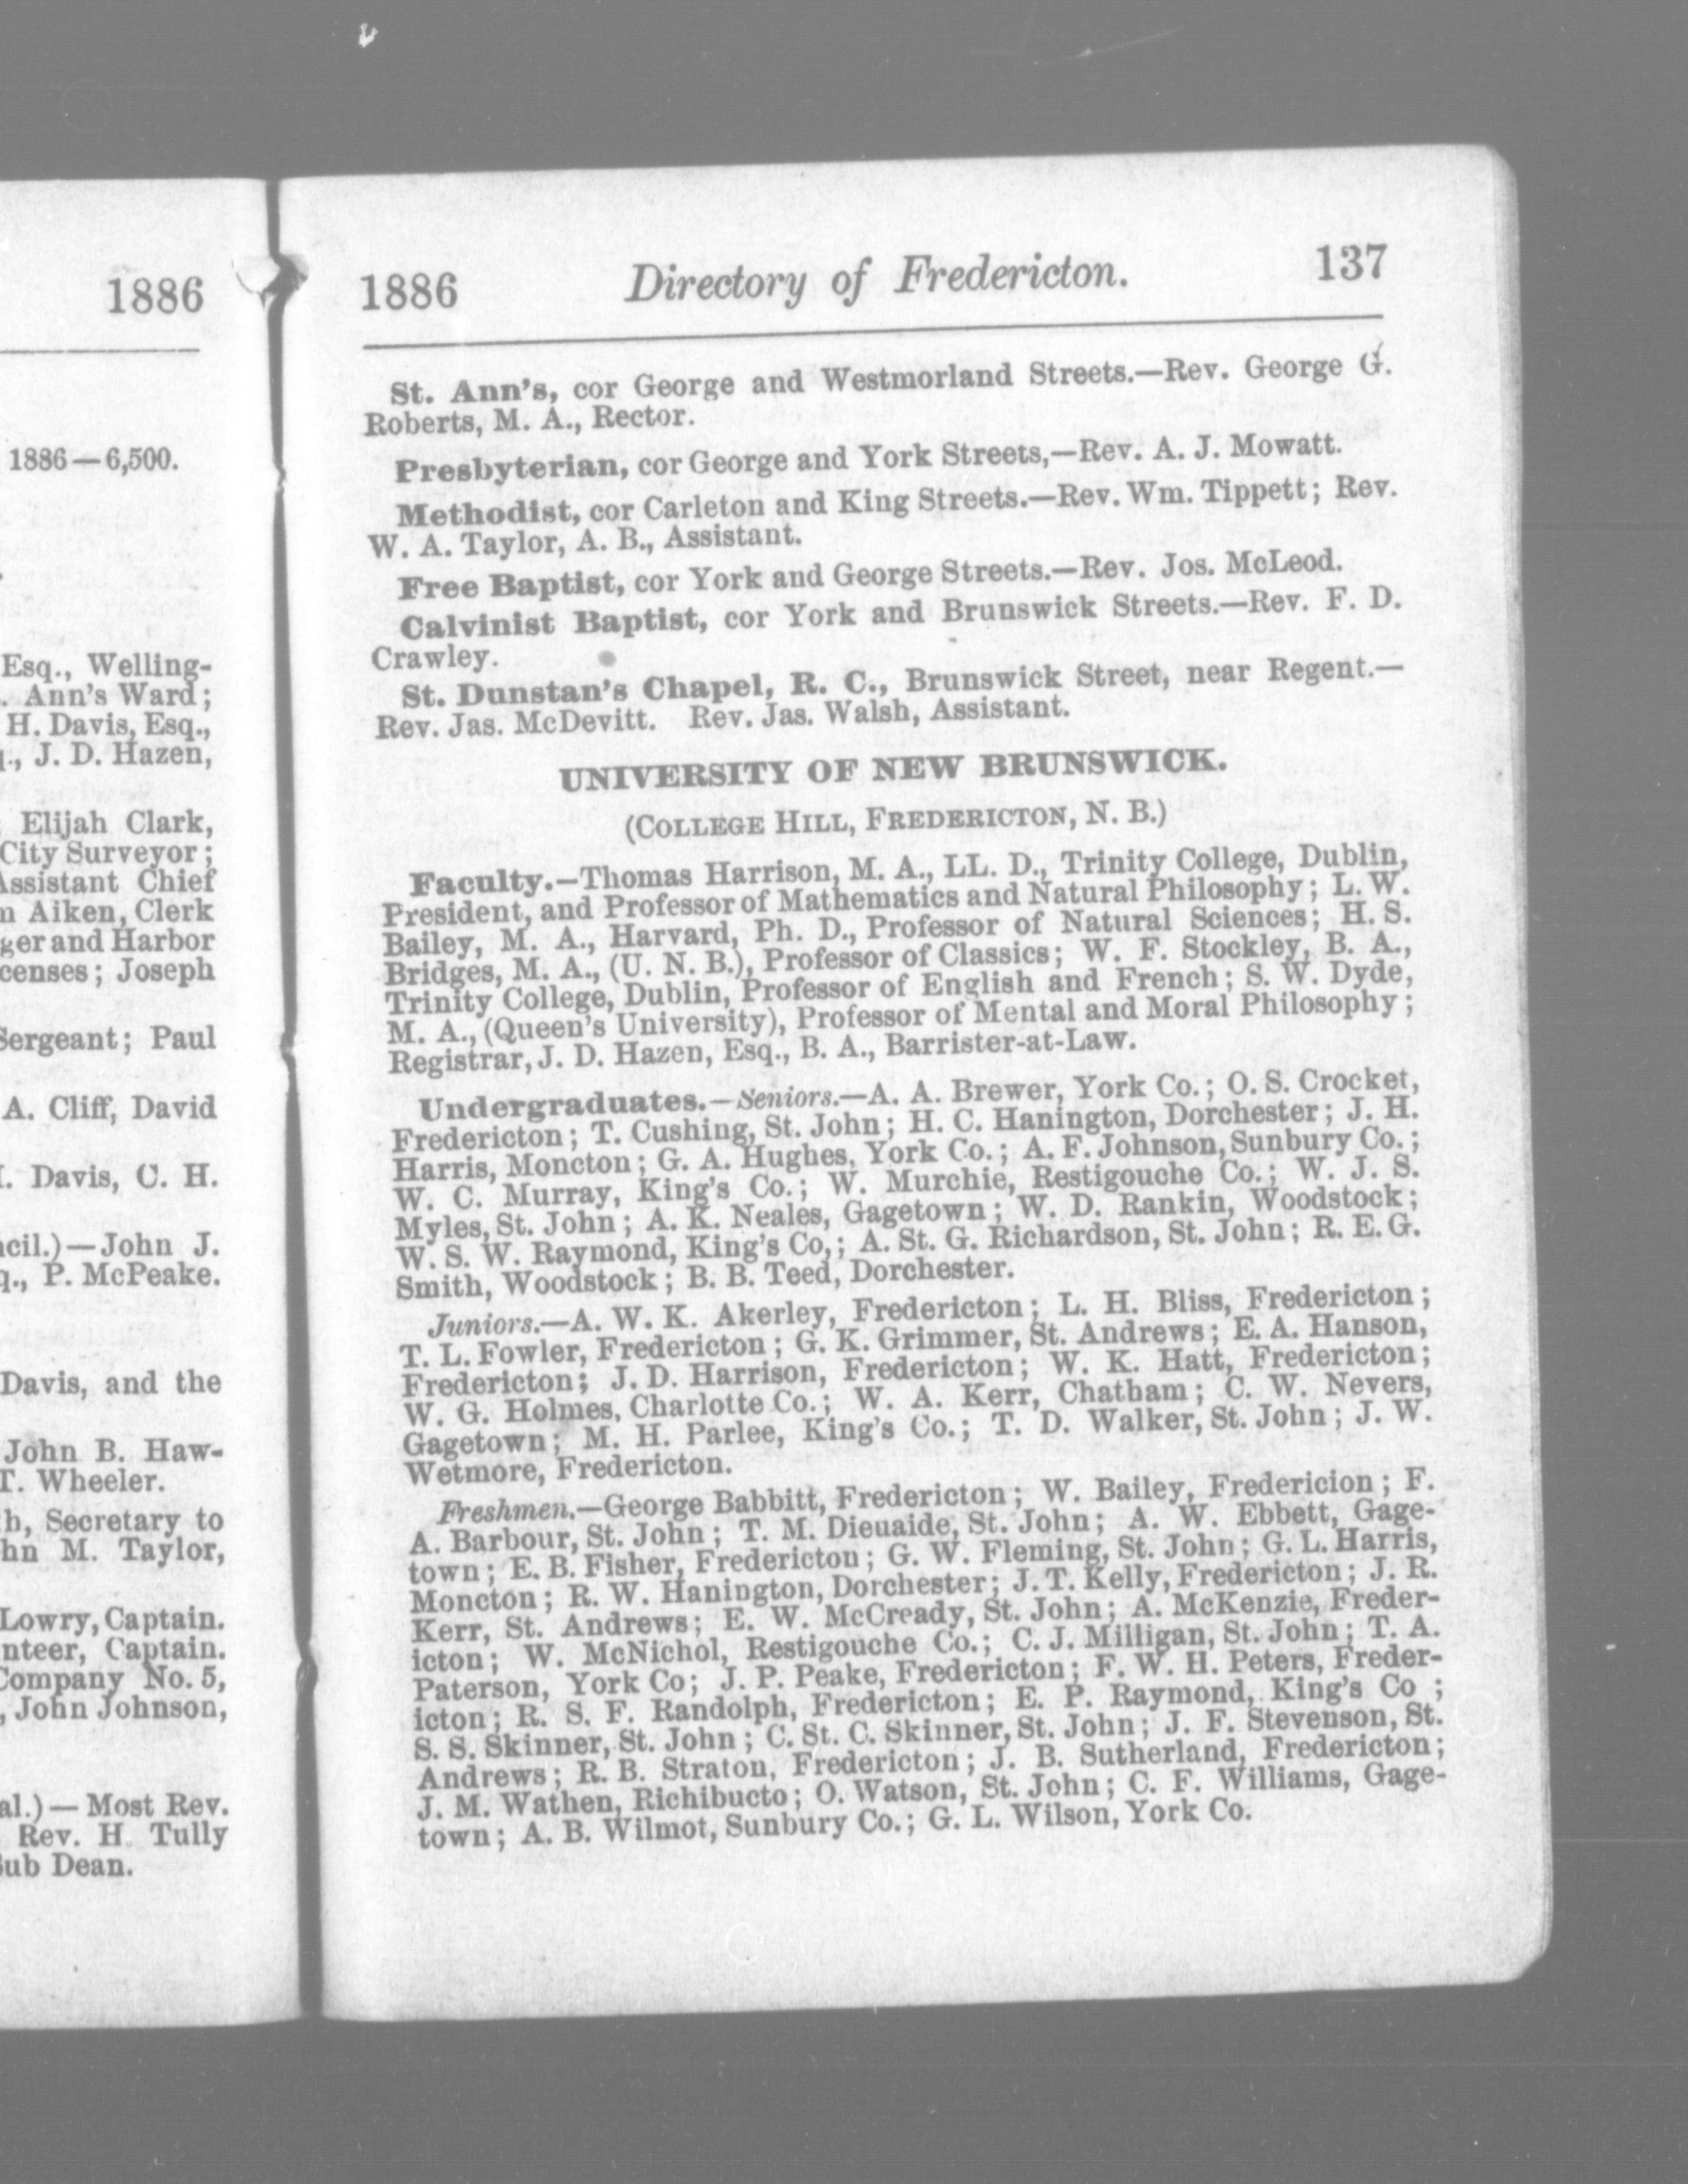 1886
1886—6,500.
Esq., Welling-
. Ann's Ward;
H. Davis, Esq.,
., J. D. Hazen,
Elijah Clark,
City Surveyor;
Assistant Chief
Aiken, Clerk
ger and Harbor
censes; Joseph
Sergeant; Paul
A. Cliff, David
. Davis, C. H.
cil.)—John J.
q., P. McPeake.
Davis, and the
John B. Haw-
T. Wheeler.
h, Secretary to
hn M. Taylor,
Lowry, Captain.
nteer, Captain.
Company No. 5,
, John Johnson,
al.)—Most Rev.
Rev. H. Tully
Sub Dean.
1886 Directory of Fredericton. 137
St. Ann's, cor George and Westmorland Streets.—Rev. George G.
Roberts, M. A., Rector.
Presbyterian, cor George and York Streets,—Rev. A. J. Mowatt.
Methodist, cor Carleton and King Streets.—Rev. Wm. Tippett; Rev.
W. A. Taylor, A. B., Assistant.
Free Baptist, cor York and George Streets.—Rev. Jos. McLeod.
Calvinist Baptist, cor York and Brunswick Streets.—Rev. F. D.
Crawley.
St. Dunstan's Chapel, R. C., Brunswick Street, near Regent.—
Rev. Jas. McDevitt. Rev. Jas. Walsh, Assistant.
UNIVERSITY OF NEW BRUNSWICK.
(COLLEGE HILL, FREDERICTON, N. B.)
Faculty.—Thomas Harrison, M. A., LL. D., Trinity College, Dublin,
President, and Professor of Mathematics and Natural Philosophy; L. W.
Bailey, M. A., Harvard, Ph. D., Professor of Natural Sciences; H. S.
Bridges, M. A., (U. N. B.), Professor of Classics; W. F. Stockley, B. A.,
Trinity College, Dublin, Professor of English and French; S. W. Dyde,
M. A., (Queen's University), Professor of Mental and Moral Philosophy;
Registrar, J. D. Hazen, Esq., B. A., Barrister-at-Law.
Undergraduates.—Seniors.—A. A. Brewer, York Co.; O. S. Crocket,
Fredericton; T. Cushing, St. John; H. C. Hanington, Dorchester; J. H.
Harris, Moncton; G. A. Hughes, York Co.; A. F. Johnson, Sunbury Co.;
W. C. Murray, King's Co.; W. Murchie, Restigouche Co.; W. J. S.
Myles, St. John; A. K. Neales, Gagetown; W. D. Rankin, Woodstock;
W. S. W. Raymond, King's Co,; A. St. G. Richardson, St. John; R. E. G.
Smith, Woodstock; B. B. Teed, Dorchester.
Juniors.—A. W. K. Akerley, Fredericton; L. H. Bliss, Fredericton;
T. L. Fowler, Fredericton; G. K. Grimmer, St. Andrews; E. A. Hanson,
Fredericton; J. D. Harrison, Fredericton; W. K. Hatt, Fredericton;
W. G. Holmes, Charlotte Co.; W. A. Kerr, Chatham; C. W. Nevers,
Gagetown; M. H. Parlee, King's Co.; T. D. Walker, St. John; J. W.
Wetmore, Fredericton.
Freshmen.—George Babbitt, Fredericton; W. Bailey, Fredericion; F.
A. Barbour, St. John; T. M. Dieuaide, St. John; A. W. Ebbett, Gage-
town; E. B. Fisher, Fredericton; G. W. Fleming, St. John; G. L. Harris,
Moncton; R. W. Hanington, Dorchester; J. T. Kelly, Fredericton; J. R.
Kerr, St. Andrews; E. W. McCready, St. John; A. McKenzie, Freder-
icton; W. McNichol, Restigouche Co.; C. J. Milligan, St. John; T. A.
Paterson, York Co; J. P. Peake, Fredericton; F. W. H. Peters, Freder-
icton; R. S. F. Randolph, Fredericton; E. P. Raymond, King's Co ;
S. S. Skinner, St. John; C. St. C. Skinner, St. John; J. F. Stevenson, St.
Andrews; R. B. Straton, Fredericton; J. B. Sutherland, Fredericton;
J. M. Wathen, Richibucto; O. Watson, St. John; C. F. Williams, Gage-
town; A. B. Wilmot, Sunbury Co.; G. L. Wilson, York Co.